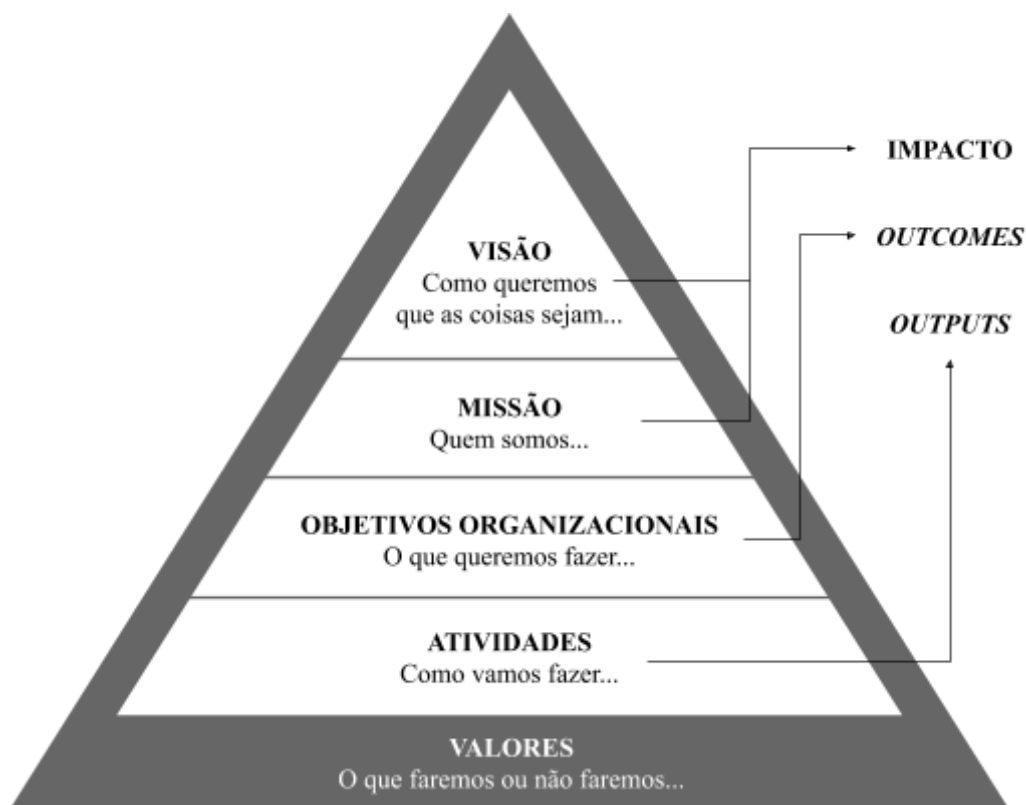 IMPACTO
OUTCOMES
OUTPUTS
VISÃO
Como queremos
que as coisas sejam...
MISSÃO
Quem somos...
OBJETIVOS ORGANIZACIONAIS
O que queremos fazer...
ATIVIDADES
Como vamos fazer...
VALORES
O que faremos ou não faremos...